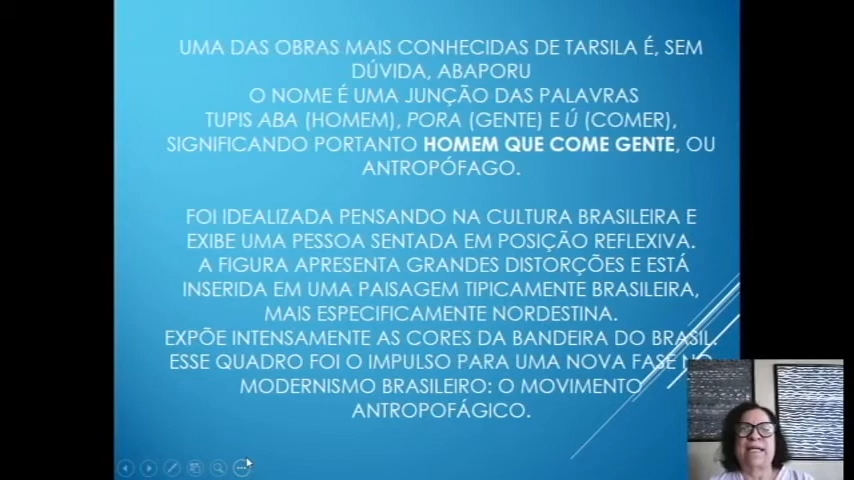 UMA DAS OBRAS MAIS CONHECIDAS DE TARSILA É, SEM
DÚVIDA, ABAPORU
O NOME É UMA JUNÇÃO DAS PALAVRAS
TUPIS ABA (HOMEM), PORA (GENTE) E Ú (COMER),
SIGNIFICANDO PORTANTO HOMEM QUE COME GENTE, OU
ANTROPÓFAGO.
FOI IDEALIZADA PENSANDO NA CULTURA BRASILEIRA E
EXIBE UMA PESSOA SENTADA EM POSIÇÃO REFLEXIVA.
A FIGURA APRESENTA GRANDES DISTORÇÕES E ESTÁ
INSERIDA EM UMA PAISAGEM TIPICAMENTE BRASILEIRA,
MAIS ESPECIFICAMENTE NORDESTINA.
EXPÕE INTENSAMENTE AS CORES DA BANDEIRA DO BRASIL.
ESSE QUADRO FOI O IMPULSO PARA UMA NOVA FASE NO
MODERNISMO BRASILEIRO: O MOVIMENTO
ANTROPOFÁGICO.